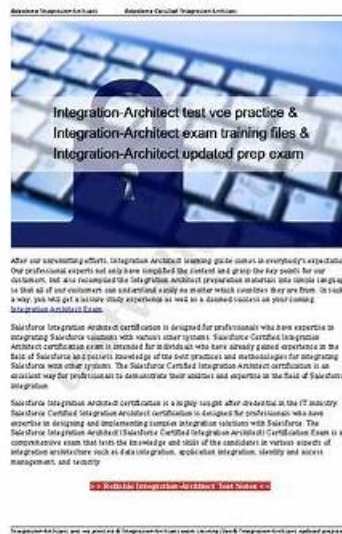 Salesforce Integration-Architect Salesforce Certified Integration Architect
Integration-Architect test vce practice &
Integration-Architect exam training files &
Integration-Architect updated prep exam
After our unremitting efforts, Integration-Architect learning guide comes in everybody's expectation.
Our professional experts not only have simplified the content and grasp the key points for our
customers, but also recompiled the Integration-Architect preparation materials into simple language
so that all of our customers can understand easily no matter which countries they are from. In such
a way, you will get a leisure study experience as well as a doomed success on your coming
Integration-Architect Exam.
Salesforce Integration-Architect certification is designed for professionals who have expertise in
integrating Salesforce solutions with various other systems. Salesforce Certified Integration
Architect certification exam is intended for individuals who have already gained experience in the
field of Salesforce and possess knowledge of the best practices and methodologies for integrating
Salesforce with other systems. The Salesforce Certified Integration Architect certification is an
excellent way for professionals to demonstrate their abilities and expertise in the field of Salesforce
integration.
Salesforce Integration-Architect certification is a highly sought-after credential in the IT industry.
Salesforce Certified Integration Architect certification is designed for professionals who have
expertise in designing and implementing complex integration solutions with Salesforce. The
Salesforce Integration-Architect (Salesforce Certified Integration Architect) Certification Exam is a
comprehensive exam that tests the knowledge and skills of the candidates in various aspects of
integration architecture such as data integration, application integration, identity and access
management, and security.
>> Reliable Integration-Architect Test Notes <<